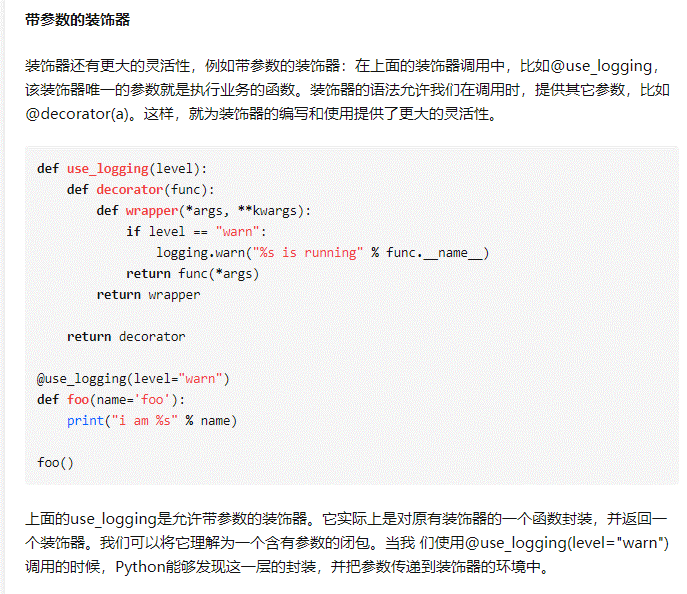 带参数的装饰器
装饰器还有更大的灵活性，例如带参数的装饰器：在上面的装饰器调用中，比如@use_logging，
该装饰器唯一的参数就是执行业务的函数。装饰器的语法允许我们在调用时，提供其它参数，比如
@decorator(a)。这样，就为装饰器的编写和使用提供了更大的灵活性。
def use_logging(level):
    def decorator(func):
        def wrapper(*args, **kwargs):
            if level == "warn":
                logging.warn("%s is running" % func.__name__)
            return func(*args)
        return wrapper
    return decorator
@use_logging(level="warn")
def foo(name='foo'):
    print("i am %s" % name)
foo()
上面的use_logging是允许带参数的装饰器。它实际上是对原有装饰器的一个函数封装，并返回一
个装饰器。我们可以将它理解为一个含有参数的闭包。当我 们使用@use_logging(level="warn")
调用的时候，Python能够发现这一层的封装，并把参数传递到装饰器的环境中。